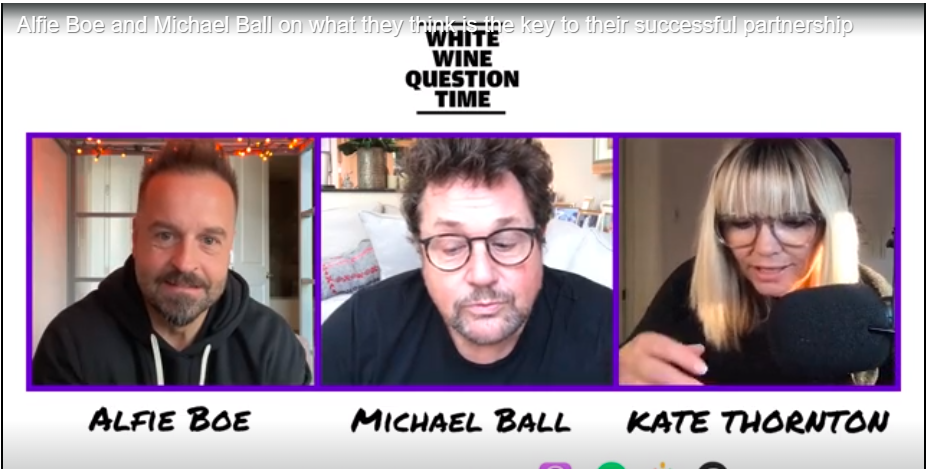 Alfie Boe and Michael Ball on what they think is the key to their successful partnership
WHITE
WINE
QUESTION
TIME
ALFIE BOE
MICHAEL BALL
KATE THORNTON